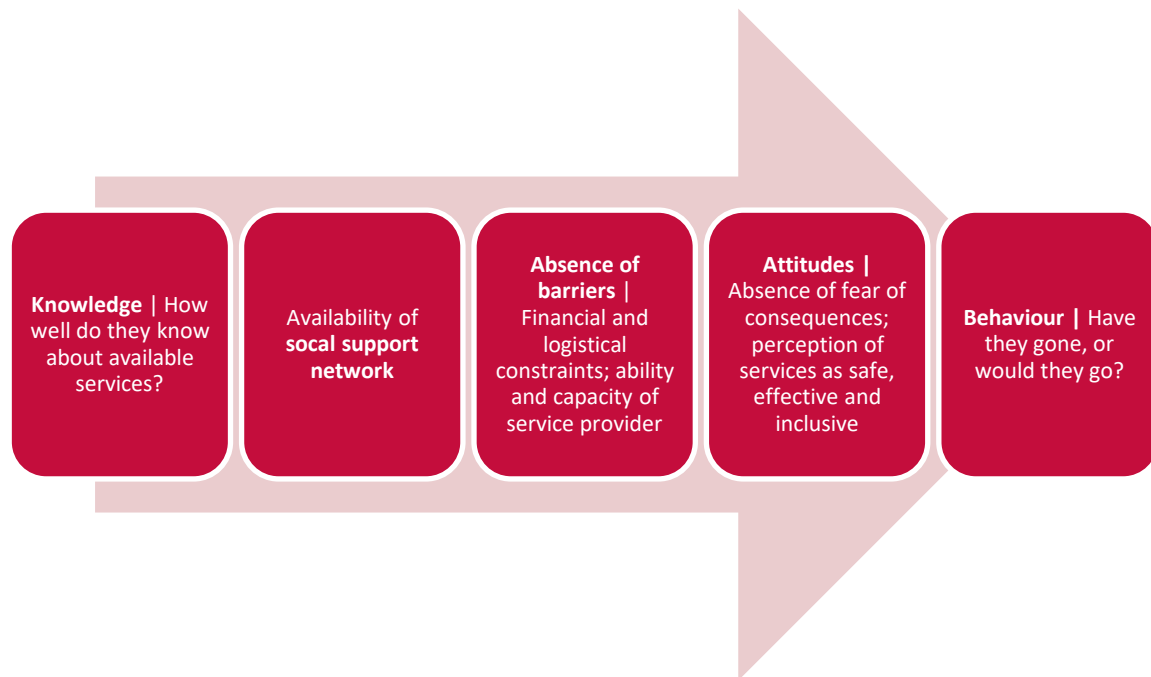 Knowledge | How
well do they know
about available
services?
Availability of
socal support
network
Absence of
barriers |
Financial and
logistical
constraints; ability
and capacity of
service provider
Attitudes |
Absence of fear of
consequences;
perception of
services as safe,
effective and
inclusive
Behaviour | Have
they gone, or
would they go?